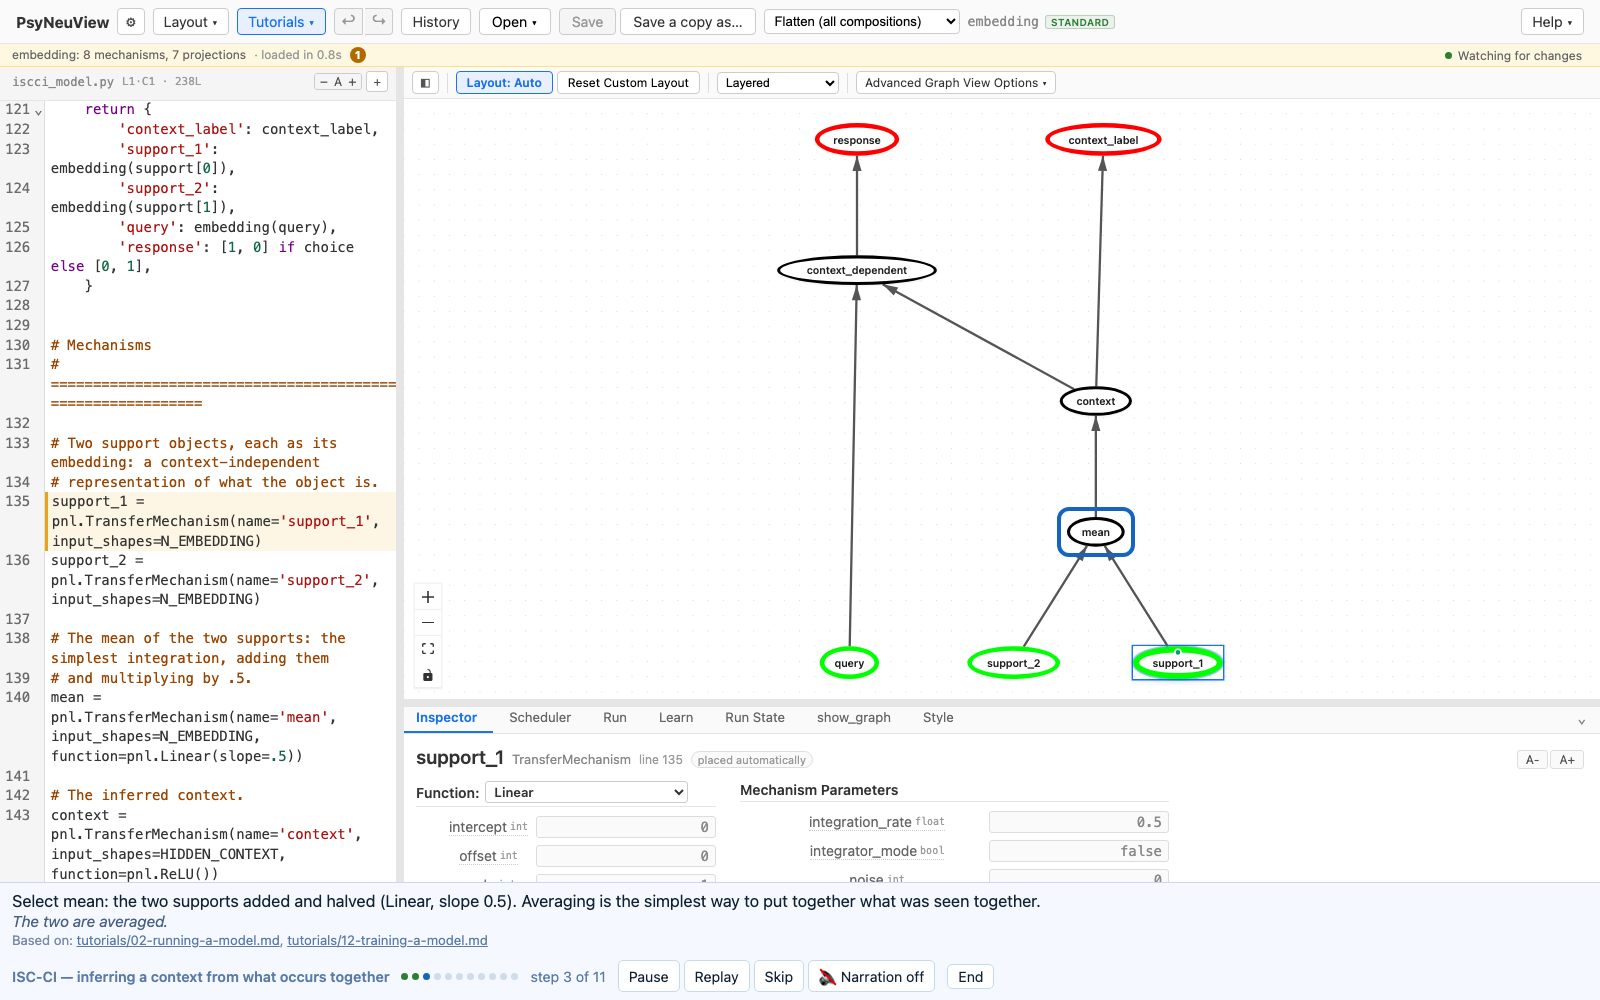 PsyNeuView ⚙ Layout ▾ Tutorials ▾ ↩ ↪ History Open ▾ Save Save a copy as... Flatten (all compositions) embedding STANDARD Help ▾
embedding: 8 mechanisms, 7 projections · loaded in 0.8s 1 Watching for changes
iscci_model.py L1:C1 · 238L − A + +
Layout: Auto Reset Custom Layout Layered Advanced Graph View Options ▾
121 return {
122 'context_label': context_label,
123 'support_1':
embedding(support[0]),
124 'support_2':
embedding(support[1]),
125 'query': embedding(query),
126 'response': [1, 0] if choice
else [0, 1],
127 }
128
129
130 # Mechanisms
131 #
========================================
==================
132
133 # Two support objects, each as its
embedding: a context-independent
134 # representation of what the object is.
135 support_1 =
pnl.TransferMechanism(name='support_1',
input_shapes=N_EMBEDDING)
136 support_2 =
pnl.TransferMechanism(name='support_2',
input_shapes=N_EMBEDDING)
137
138 # The mean of the two supports: the
simplest integration, adding them
139 # and multiplying by .5.
140 mean =
pnl.TransferMechanism(name='mean',
input_shapes=N_EMBEDDING,
function=pnl.Linear(slope=.5))
141
142 # The inferred context.
143 context =
pnl.TransferMechanism(name='context',
input_shapes=HIDDEN_CONTEXT,
function=pnl.ReLU())
response context_label
context_dependent
context
mean
query support_2 support_1
Inspector Scheduler Run Learn Run State show_graph Style
support_1 TransferMechanism line 135 placed automatically A- A+
Function: Linear
intercept int 0
offset int 0
Mechanism Parameters
integration_rate float 0.5
integrator_mode bool false
noise int 0
Select mean: the two supports added and halved (Linear, slope 0.5). Averaging is the simplest way to put together what was seen together.
The two are averaged.
Based on: tutorials/02-running-a-model.md, tutorials/12-training-a-model.md
ISC-CI — inferring a context from what occurs together step 3 of 11 Pause Replay Skip Narration off End